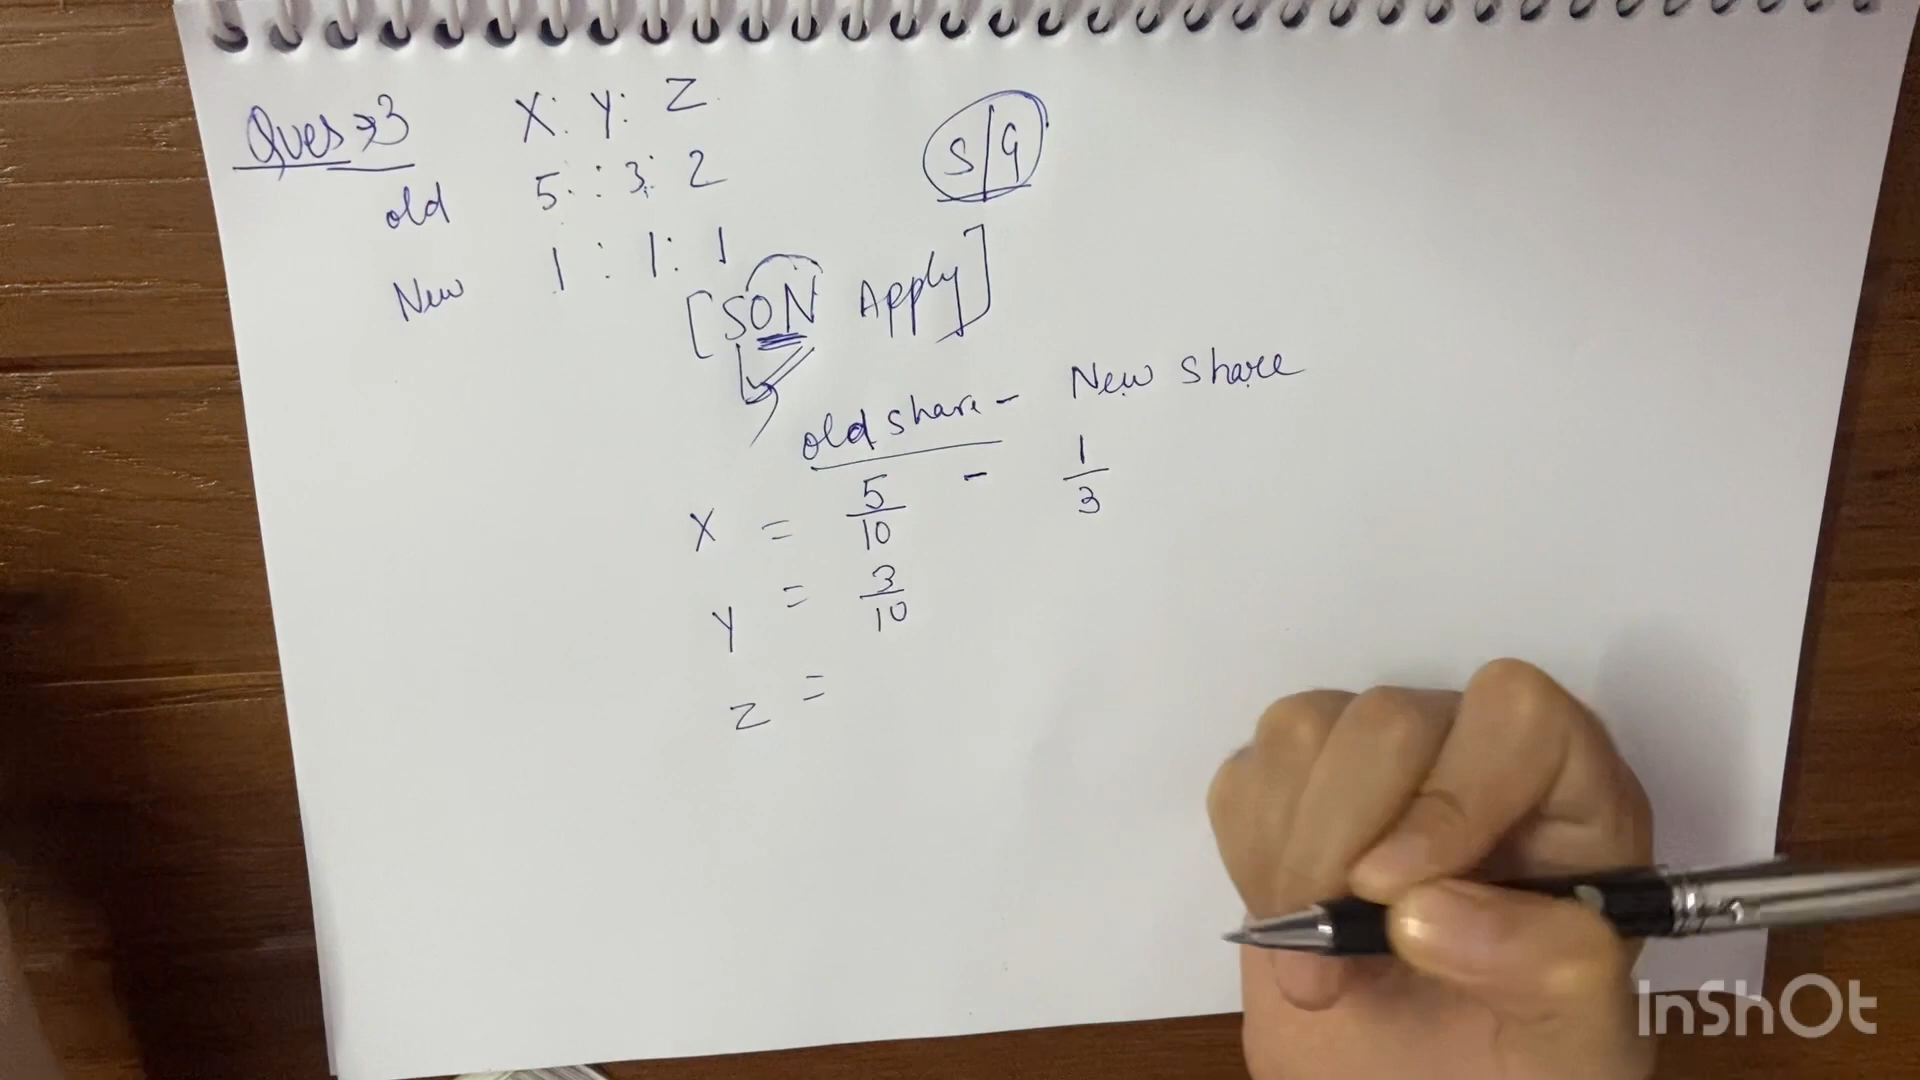 Ques → 3 X : Y : Z
S/G
old 5 : 3 : 2
New 1 : 1 : 1
[SON Apply]
old share - New share
X = 5/10 - 1/3
Y = 3/10
Z =
InShOt